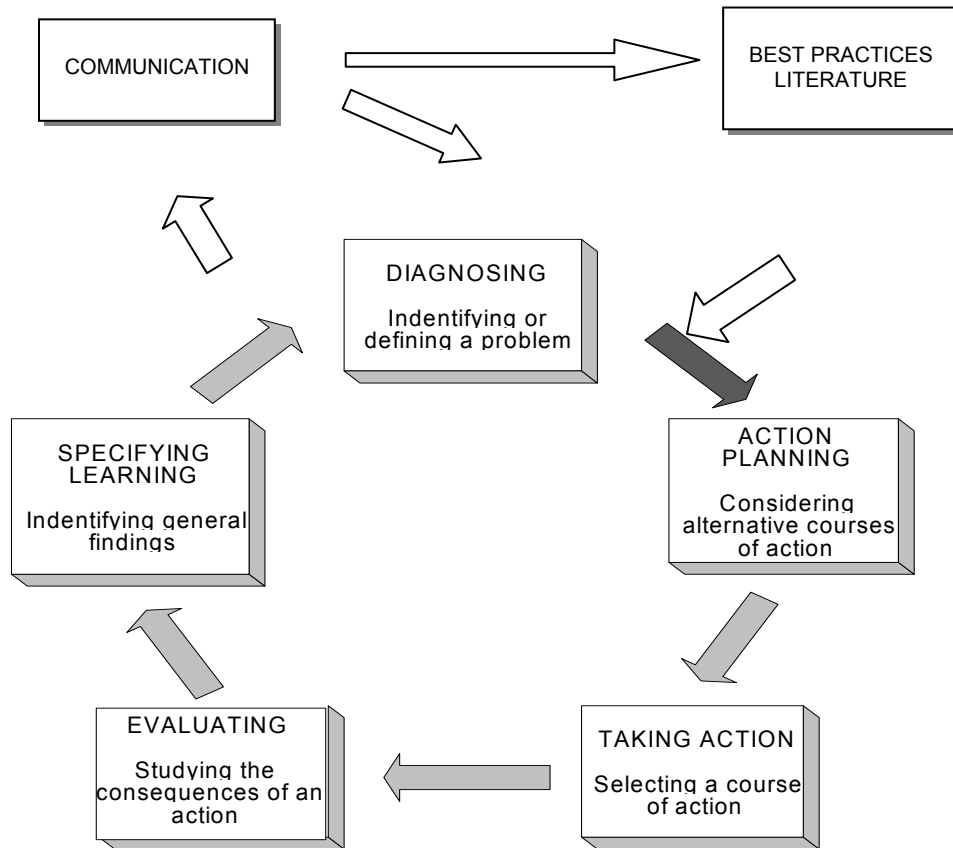 COMMUNICATION
BEST PRACTICES
LITERATURE
DIAGNOSING
Indentifying or
defining a problem
SPECIFYING
LEARNING
Indentifying general
findings
ACTION
PLANNING
Considering
alternative courses
of action
EVALUATING
Studying the
consequences of an
action
TAKING ACTION
Selecting a course
of action